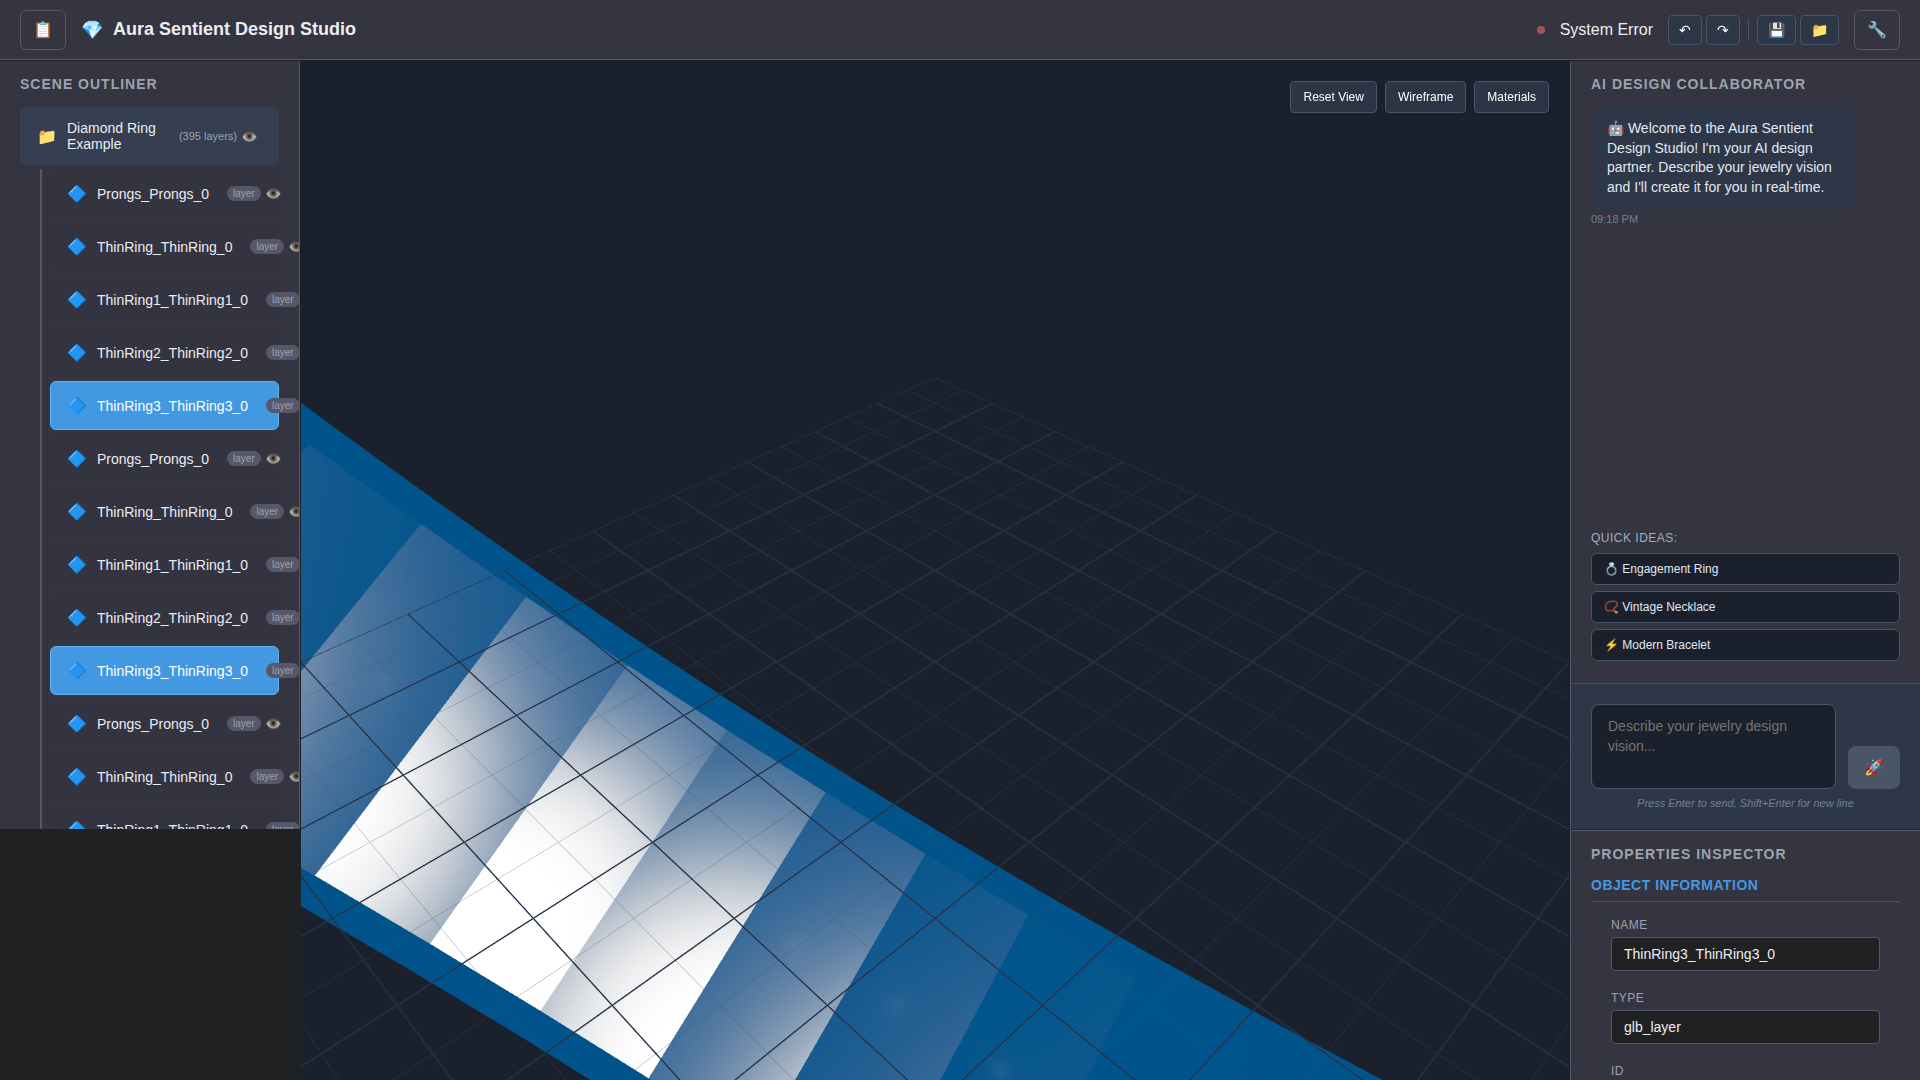 Aura Sentient Design Studio
System Error
SCENE OUTLINER
Diamond Ring
Example
(395 layers)
Prongs_Prongs_0 layer
ThinRing_ThinRing_0 layer
ThinRing1_ThinRing1_0 layer
ThinRing2_ThinRing2_0 layer
ThinRing3_ThinRing3_0 layer
Prongs_Prongs_0 layer
ThinRing_ThinRing_0 layer
ThinRing1_ThinRing1_0 layer
ThinRing2_ThinRing2_0 layer
ThinRing3_ThinRing3_0 layer
Prongs_Prongs_0 layer
ThinRing_ThinRing_0 layer
ThinRing1_ThinRing1_0 layer
Reset View
Wireframe
Materials
AI DESIGN COLLABORATOR
Welcome to the Aura Sentient
Design Studio! I'm your AI design
partner. Describe your jewelry vision
and I'll create it for you in real-time.
09:18 PM
QUICK IDEAS:
Engagement Ring
Vintage Necklace
Modern Bracelet
Describe your jewelry design
vision...
Press Enter to send, Shift+Enter for new line
PROPERTIES INSPECTOR
OBJECT INFORMATION
NAME
ThinRing3_ThinRing3_0
TYPE
glb_layer
ID